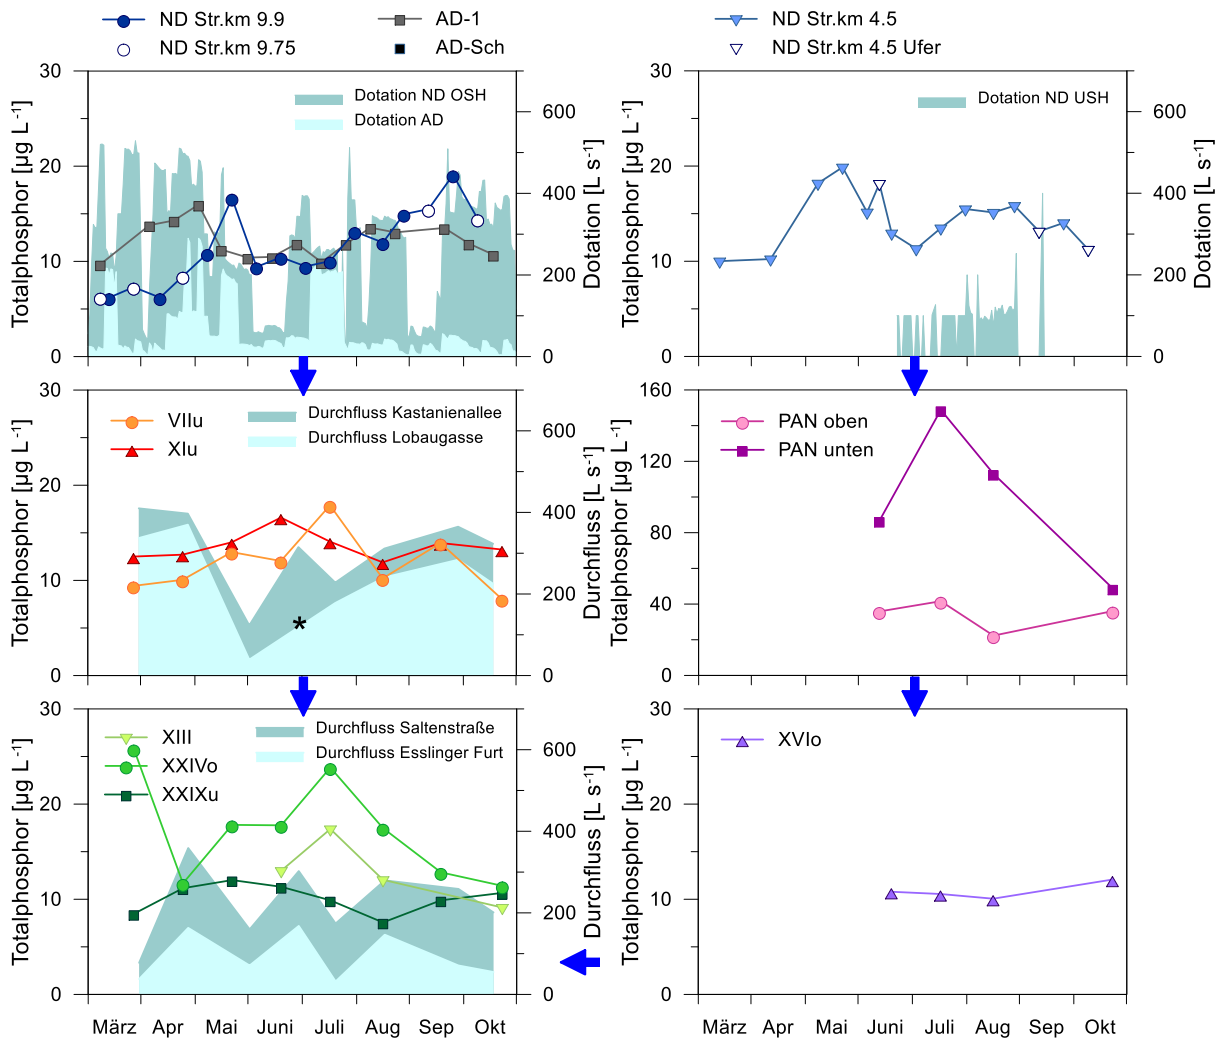 ND Str.km 9.9
AD-1
ND Str.km 9.75
AD-Sch
ND Str.km 4.5
ND Str.km 4.5 Ufer
Totalphosphor [µg L-1]
30
20
10
0
Dotation ND OSH
Dotation AD
600
400
200
0
Dotation [L s-1]
Totalphosphor [µg L-1]
30
20
10
0
Dotation ND USH
600
400
200
0
Dotation [L s-1]
Totalphosphor [µg L-1]
30
20
10
0
VIIu
XIu
Durchfluss Kastanienallee
Durchfluss Lobaugasse
*
600
400
200
0
Durchfluss [L s-1]
Totalphosphor [µg L-1]
160
120
80
40
0
PAN oben
PAN unten
Totalphosphor [µg L-1]
30
20
10
0
XIII
XXIVo
XXIXu
Durchfluss Saltenstraße
Durchfluss Esslinger Furt
600
400
200
0
Durchfluss [L s-1]
März Apr Mai Juni Juli Aug Sep Okt
Totalphosphor [µg L-1]
30
20
10
0
XVIo
März Apr Mai Juni Juli Aug Sep Okt